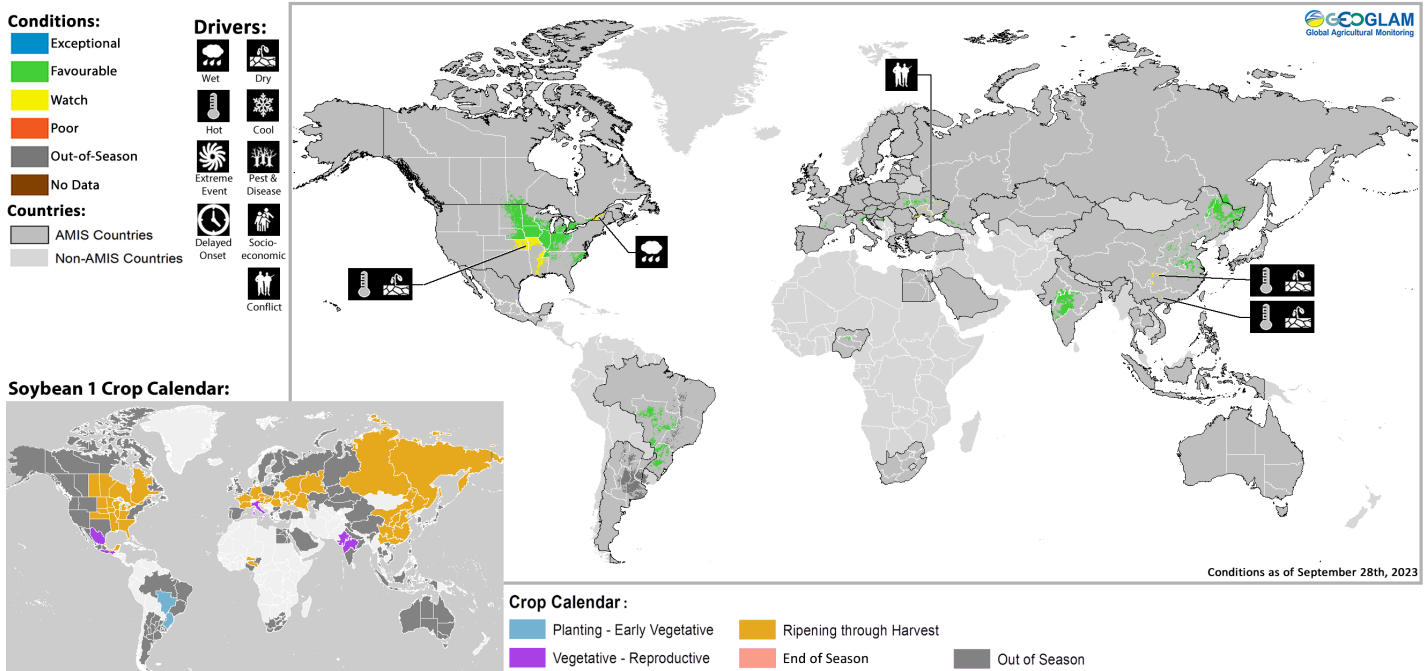 Conditions:
Exceptional
Favourable
Watch
Poor
Out-of-Season
No Data
Countries:
AMIS Countries
Non-AMIS Countries
Drivers:
Wet
Dry
Hot
Cool
Extreme
Event
Pest &
Disease
Delayed
Onset
Socio-
economic
Conflict
GEOGLAM
Global Agricultural Monitoring
Conditions as of September 28th, 2023
Soybean 1 Crop Calendar:
Crop Calendar :
Planting - Early Vegetative
Ripening through Harvest
Vegetative - Reproductive
End of Season
Out of Season